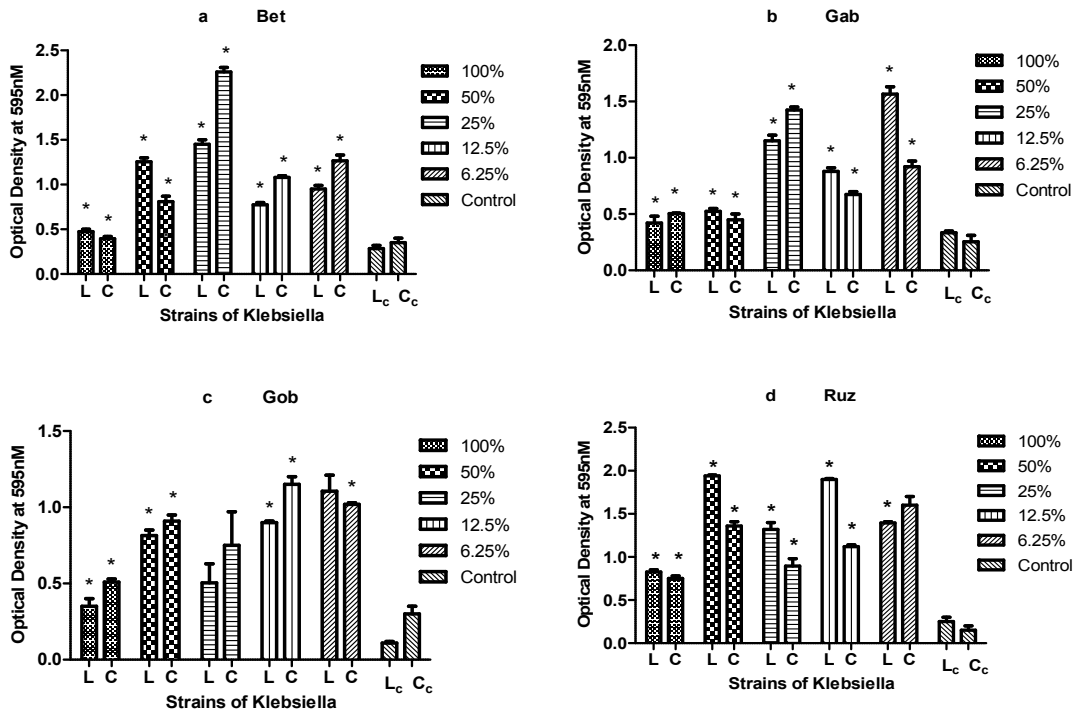 a Bet
Optical Density at 595nM
2.5
2.0
1.5
1.0
0.5
0.0
* * * * * * * * * *
L C L C L C L C L C Lc Cc
Strains of Klebsiella
100%
50%
25%
12.5%
6.25%
Control
b Gab
Optical Density at 595nM
2.0
1.5
1.0
0.5
0.0
* * * * * * * * * *
L C L C L C L C L C Lc Cc
Strains of Klebsiella
100%
50%
25%
12.5%
6.25%
Control
c Gob
Optical Density at 595nM
1.5
1.0
0.5
0.0
* * * * * * *
L C L C L C L C L C Lc Cc
Strains of Klebsiella
100%
50%
25%
12.5%
6.25%
Control
d Ruz
Optical Density at 595nM
2.5
2.0
1.5
1.0
0.5
0.0
* * * * * * * * *
L C L C L C L C L C Lc Cc
Strains of Klebsiella
100%
50%
25%
12.5%
6.25%
Control